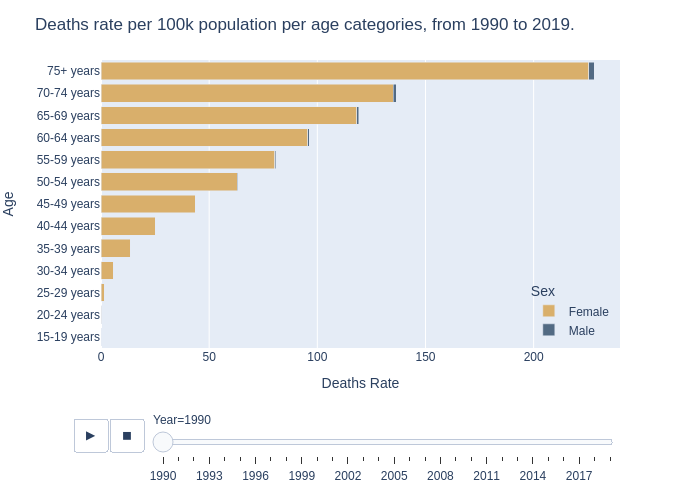 Deaths rate per 100k population per age categories, from 1990 to 2019.
75+ years
70-74 years
65-69 years
60-64 years
55-59 years
50-54 years
45-49 years
40-44 years
35-39 years
30-34 years
25-29 years
20-24 years
15-19 years
Age
0 50 100 150 200
Deaths Rate
Sex
Female
Male
Year=1990
1990 1993 1996 1999 2002 2005 2008 2011 2014 2017